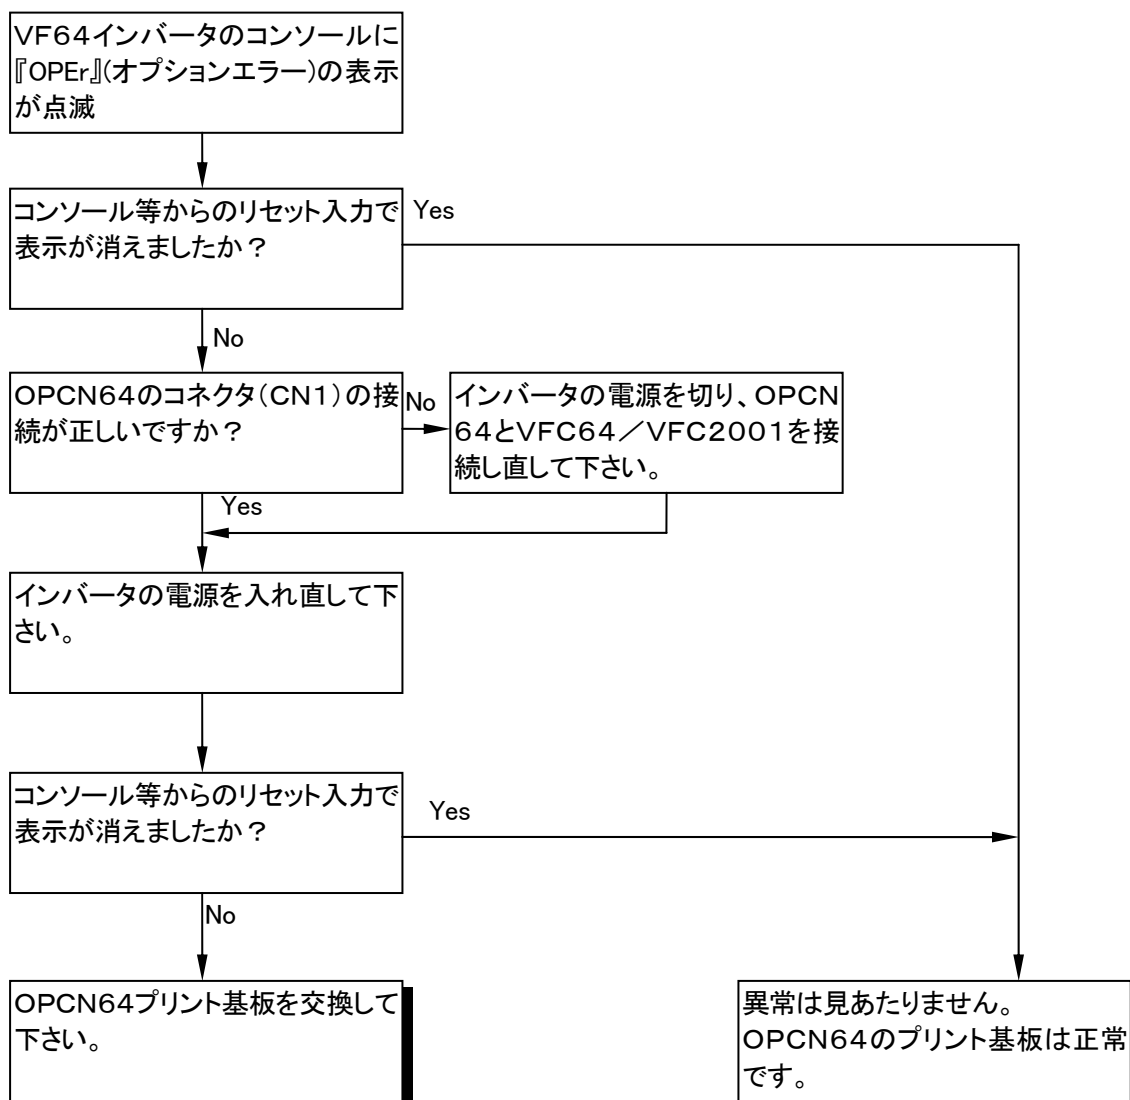 VF64インバータのコンソールに
『OPEr』(オプションエラー)の表示
が点滅
コンソール等からのリセット入力で
表示が消えましたか?
Yes
No
OPCN64のコネクタ(CN1)の接
続が正しいですか?
No
インバータの電源を切り、OPCN
64とVFC64/VFC2001を接
続し直して下さい。
Yes
インバータの電源を入れ直して下
さい。
コンソール等からのリセット入力で
表示が消えましたか?
Yes
No
OPCN64プリント基板を交換して
下さい。
異常は見あたりません。
OPCN64のプリント基板は正常
です。